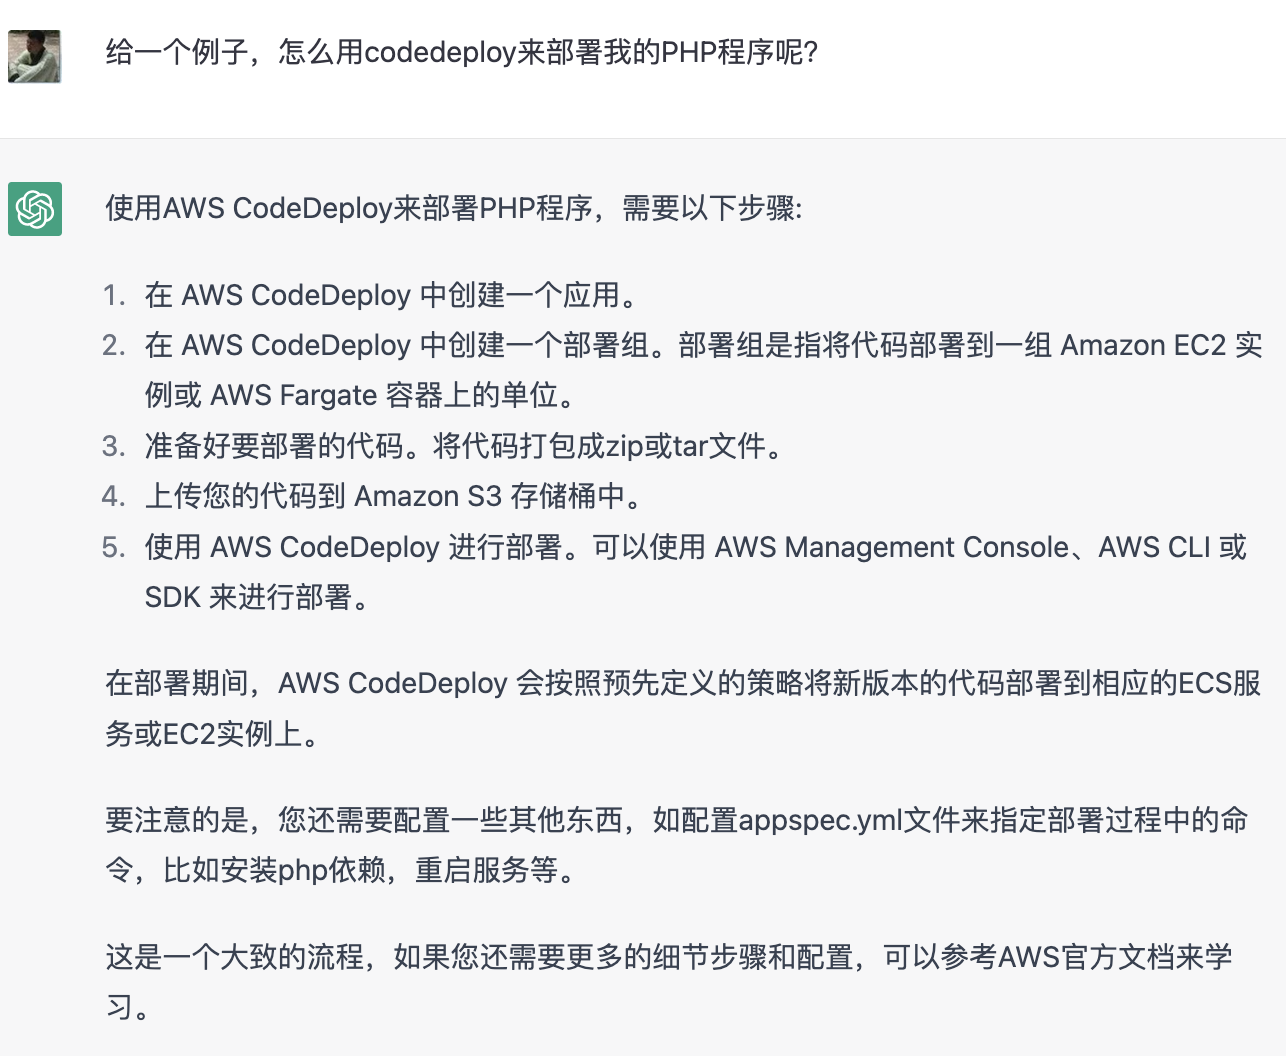 给一个例子，怎么用codedeploy来部署我的PHP程序呢?
使用AWS CodeDeploy来部署PHP程序，需要以下步骤:
1. 在 AWS CodeDeploy 中创建一个应用。
2. 在 AWS CodeDeploy 中创建一个部署组。部署组是指将代码部署到一组 Amazon EC2 实
例或 AWS Fargate 容器上的单位。
3. 准备好要部署的代码。将代码打包成zip或tar文件。
4. 上传您的代码到 Amazon S3 存储桶中。
5. 使用 AWS CodeDeploy 进行部署。可以使用 AWS Management Console、AWS CLI 或
SDK 来进行部署。
在部署期间，AWS CodeDeploy 会按照预先定义的策略将新版本的代码部署到相应的ECS服
务或EC2实例上。
要注意的是，您还需要配置一些其他东西，如配置appspec.yml文件来指定部署过程中的命
令，比如安装php依赖，重启服务等。
这是一个大致的流程，如果您还需要更多的细节步骤和配置，可以参考AWS官方文档来学
习。